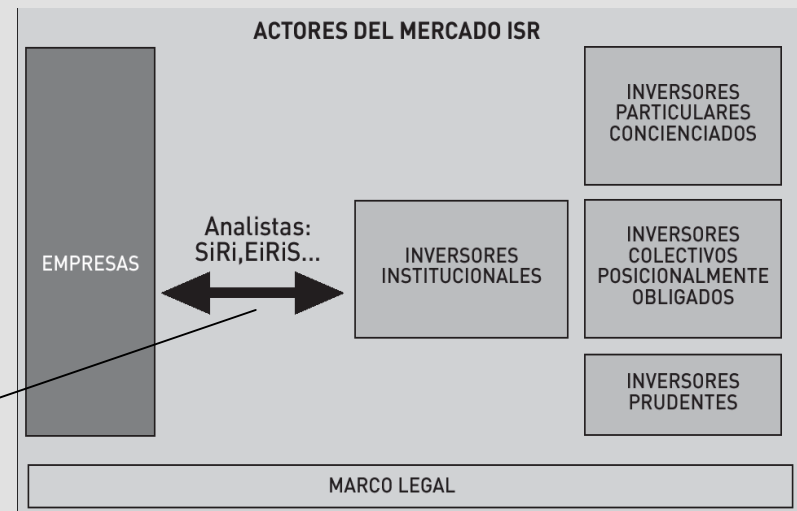 ACTORES DEL MERCADO ISR
EMPRESAS
Analistas:
SiRi,EiRiS...
INVERSORES
INSTITUCIONALES
INVERSORES
PARTICULARES
CONCIENCIADOS
INVERSORES
COLECTIVOS
POSICIONALMENTE
OBLIGADOS
INVERSORES
PRUDENTES
MARCO LEGAL